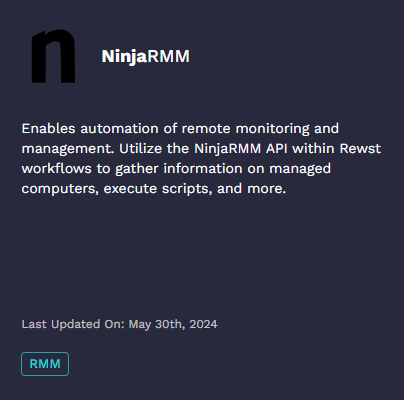 n
NinjaRMM
Enables automation of remote monitoring and
management. Utilize the NinjaRMM API within Rewst
workflows to gather information on managed
computers, execute scripts, and more.
Last Updated On: May 30th, 2024
RMM